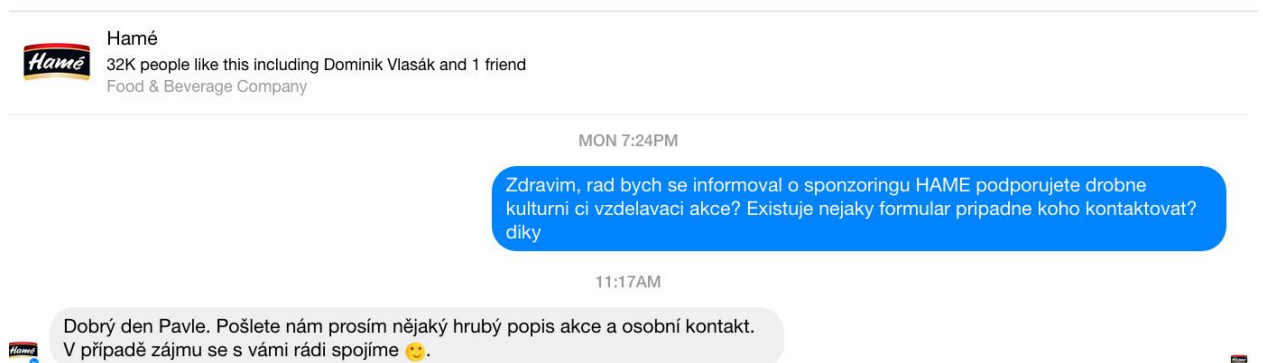 Hamé
Hamé
32K people like this including Dominik Vlasák and 1 friend
Food & Beverage Company
MON 7:24PM
Zdravim, rad bych se informoval o sponzoringu HAME podporujete drobne
kulturni ci vzdelavaci akce? Existuje nejaky formular pripadne koho kontaktovat?
diky
11:17AM
Dobrý den Pavle. Pošlete nám prosím nějaký hrubý popis akce a osobní kontakt.
V případě zájmu se s vámi rádi spojíme 🙂.
Hamé
Hamé